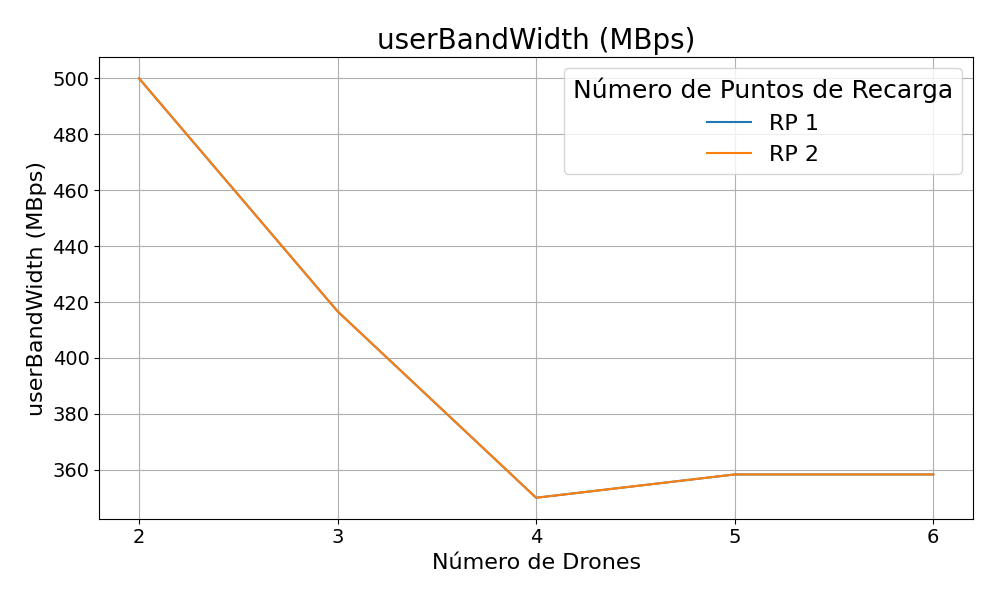 userBandWidth (MBps)
Número de Puntos de Recarga
RP 1
RP 2
userBandWidth (MBps)
500
480
460
440
420
400
380
360
2 3 4 5 6
Número de Drones